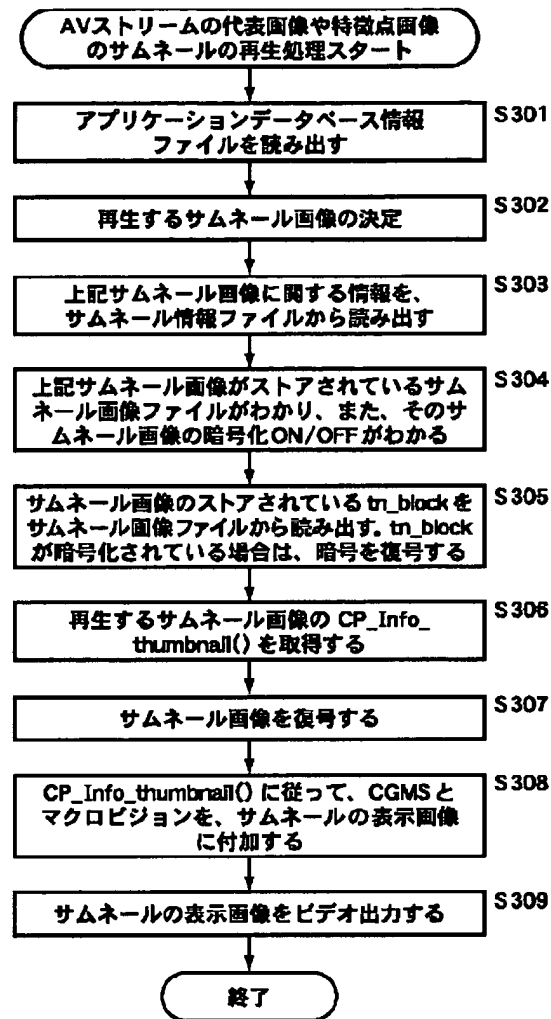 AVストリームの代表画像や特徴点画像
のサムネールの再生処理スタート
S301
アプリケーションデータベース情報
ファイルを読み出す
S302
再生するサムネール画像の決定
S303
上記サムネール画像に関する情報を、
サムネール情報ファイルから読み出す
S304
上記サムネール画像がストアされているサム
ネール画像ファイルがわかり、また、そのサ
ムネール画像の暗号化ON/OFFがわかる
S305
サムネール画像のストアされているtn_blockを
サムネール画像ファイルから読み出す。tn_block
が暗号化されている場合は、暗号を復号する
S306
再生するサムネール画像の CP_Info_
thumbnail() を取得する
S307
サムネール画像を復号する
S308
CP_Info_thumbnail() に従って、CGMSと
マクロビジョンを、サムネールの表示画像
に付加する
S309
サムネールの表示画像をビデオ出力する
終了